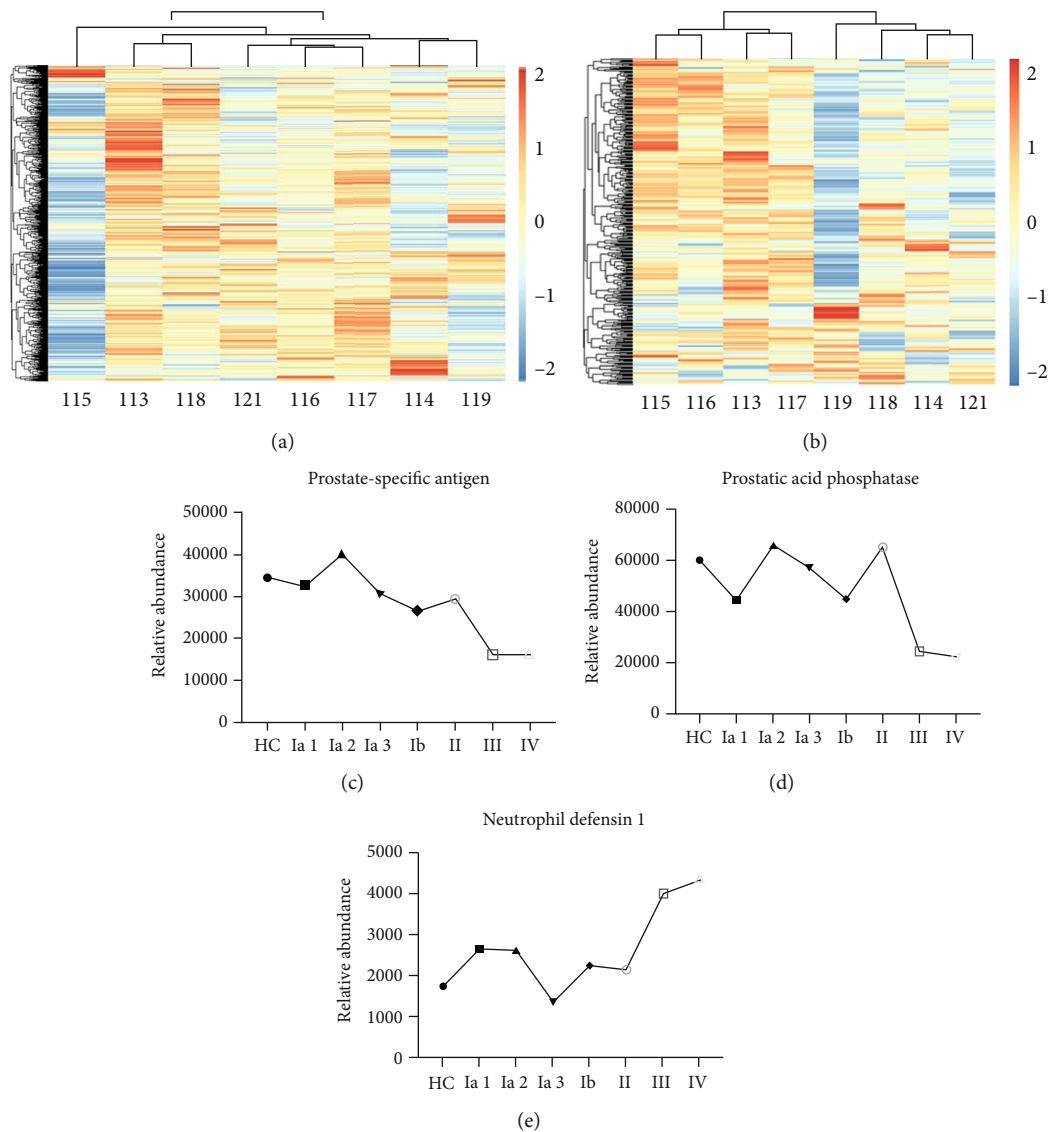 2
1
0
−1
−2
115 113 118 121 116 117 114 119
(a)
2
1
0
−1
−2
115 116 113 117 119 118 114 121
(b)
Prostate-specific antigen
Relative abundance
50000
40000
30000
20000
10000
0
HC Ia 1 Ia 2 Ia 3 Ib II III IV
(c)
Prostatic acid phosphatase
Relative abundance
80000
60000
40000
20000
0
HC Ia 1 Ia 2 Ia 3 Ib II III IV
(d)
Neutrophil defensin 1
Relative abundance
5000
4000
3000
2000
1000
0
HC Ia 1 Ia 2 Ia 3 Ib II III IV
(e)